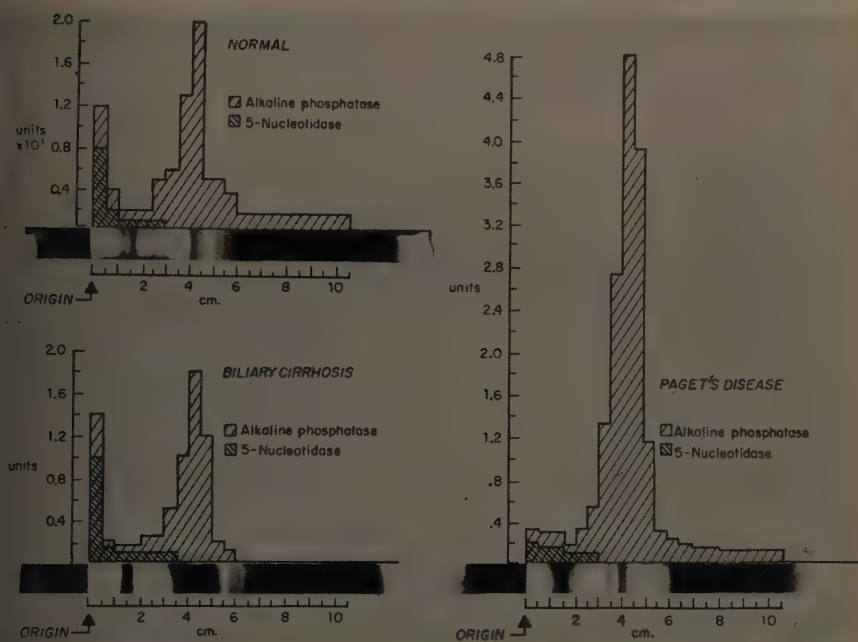 2.0
1.6
1.2
0.8
0.4
units
x10¹
NORMAL
Alkaline phosphatase
5-Nucleotidase
2 4 6 8 10
cm.
ORIGIN
2.0
1.6
1.2
0.8
0.4
units
BILIARY CIRRHOSIS
Alkaline phosphatase
5-Nucleotidase
2 4 6 8 10
cm.
ORIGIN
4.8
4.4
4.0
3.6
3.2
2.8
2.4
2.0
1.6
1.2
.8
.4
units
PAGET'S DISEASE
Alkaline phosphatase
5-Nucleotidase
2 4 6 8 10
cm.
ORIGIN